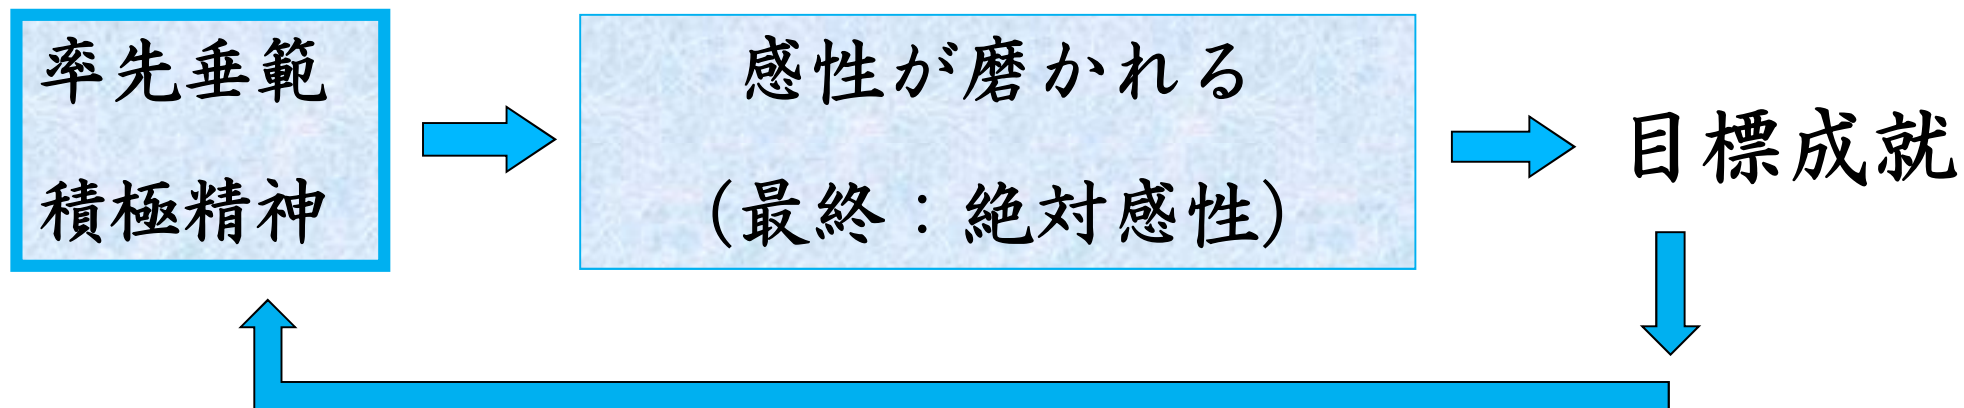 率先垂範
積極精神
感性が磨かれる
(最終：絶対感性)
目標成就